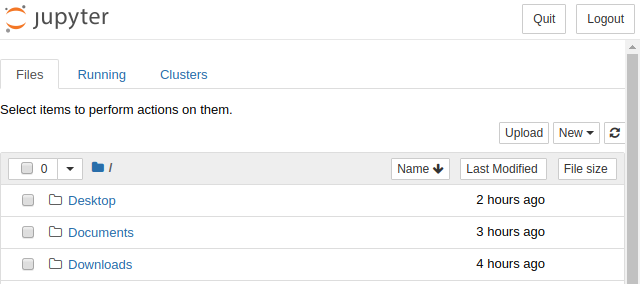 jupyter
Quit Logout
Files Running Clusters
Select items to perform actions on them.
Upload New
0 / Name Last Modified File size
Desktop 2 hours ago
Documents 3 hours ago
Downloads 4 hours ago